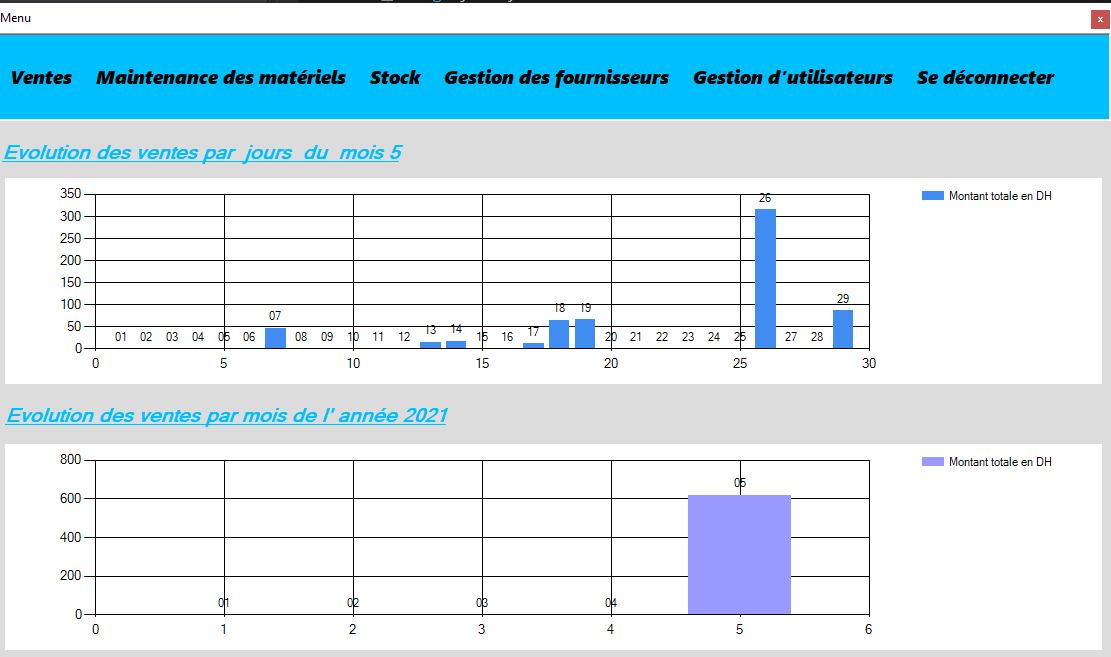 Menu
x
Ventes Maintenance des matériels Stock Gestion des fournisseurs Gestion d'utilisateurs Se déconnecter
Evolution des ventes par jours du mois 5
350
300
250
200
150
100
50
0
Montant totale en DH
01 02 03 04 05 06 07 08 09 10 11 12 13 14 15 16 17 18 19 20 21 22 23 24 25 26 27 28 29
0 5 10 15 20 25 30
Evolution des ventes par mois de l' année 2021
800
600
400
200
0
Montant totale en DH
01 02 03 04 05
0 1 2 3 4 5 6